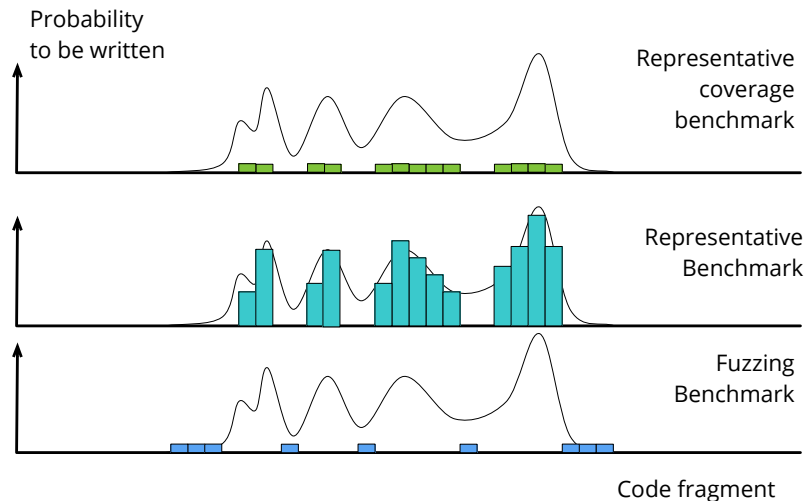 Probability
to be written
Representative
coverage
benchmark
Representative
Benchmark
Fuzzing
Benchmark
Code fragment